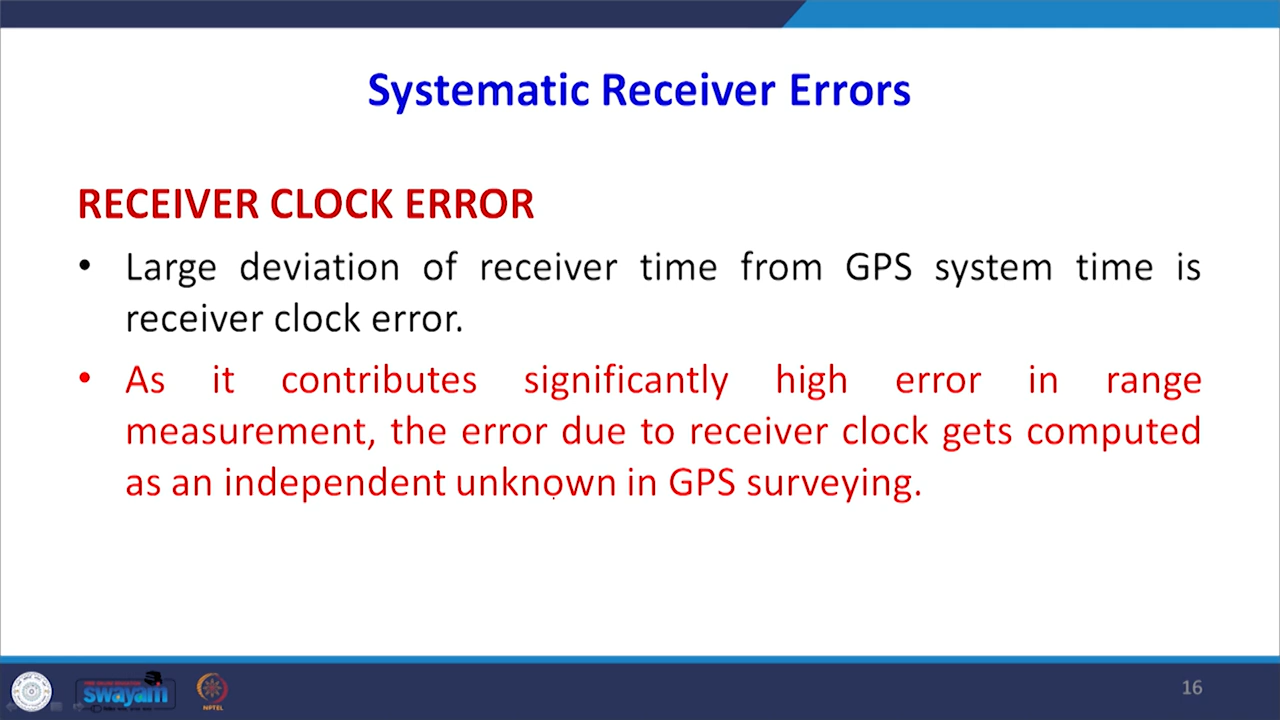 Systematic Receiver Errors
RECEIVER CLOCK ERROR
• Large deviation of receiver time from GPS system time is
receiver clock error.
• As it contributes significantly high error in range
measurement, the error due to receiver clock gets computed
as an independent unknown in GPS surveying.
swayam
NPTEL
16